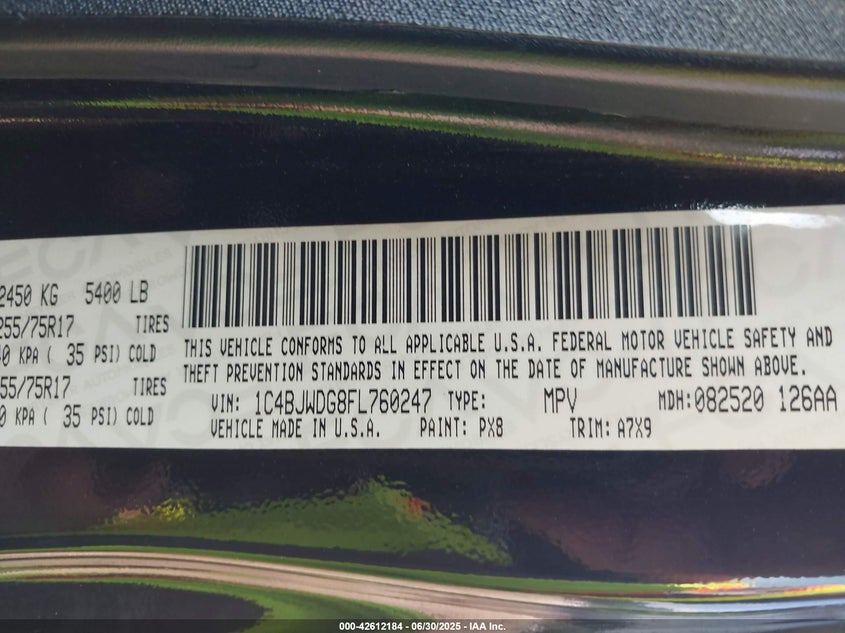 2450 KG 5400 LB
255/75R17 TIRES
0 KPA ( 35 PSI) COLD
55/75R17 TIRES
0 KPA ( 35 PSI) COLD
THIS VEHICLE CONFORMS TO ALL APPLICABLE U.S.A. FEDERAL MOTOR VEHICLE SAFETY AND
THEFT PREVENTION STANDARDS IN EFFECT ON THE DATE OF MANUFACTURE SHOWN ABOVE.
VIN: 1C4BJWDG8FL760247 TYPE: MPV MDH: 082520 126AA
VEHICLE MADE IN U.S.A. PAINT: PX8 TRIM: A7X9
000-42612184 - 06/30/2025 - IAA Inc.